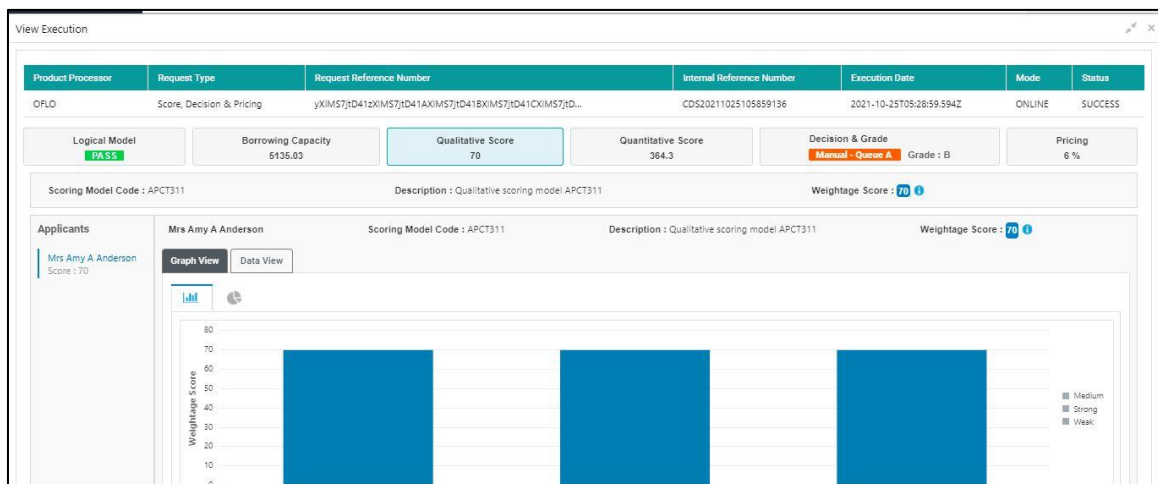 View Execution
Product Processor Request Type Request Reference Number Internal Reference Number Execution Date Mode Status
OFLO Score, Decision & Pricing yXIMS7jtD41zXIMS7jtD41AXIMS7jtD41BXIMS7jtD41CXIMS7jtD... CDS20211025105859136 2021-10-25T05:28:59.594Z ONLINE SUCCESS
Logical Model Borrowing Capacity Qualitative Score Quantitative Score Decision & Grade Pricing
PASS 5135.03 70 364.3 Manual - Queue A Grade : B 6 %
Scoring Model Code : APCT311 Description : Qualitative scoring model APCT311 Weightage Score : 70
Applicants Mrs Amy A Anderson Scoring Model Code : APCT311 Description : Qualitative scoring model APCT311 Weightage Score : 70
Mrs Amy A Anderson
Score : 70
Graph View Data View
80
70
60
50
40
30
20
10
0
Weightage Score
Medium
Strong
Weak